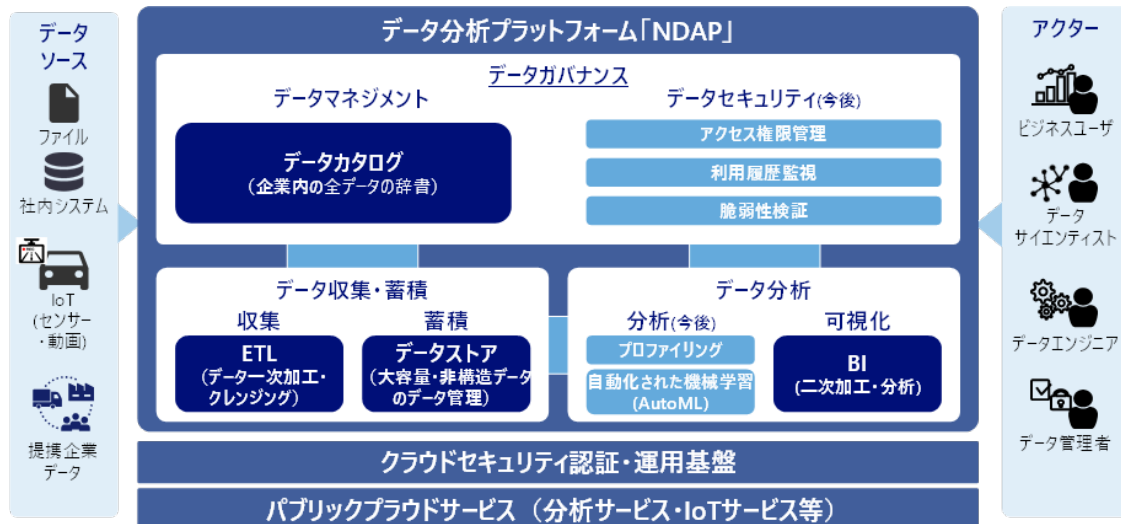 データ
ソース
ファイル
社内システム
IoT
(センサー
・動画)
提携企業
データ
データ分析プラットフォーム「NDAP」
データガバナンス
データマネジメント
データカタログ
(企業内の全データの辞書)
データセキュリティ(今後)
アクセス権限管理
利用履歴監視
脆弱性検証
データ収集・蓄積
収集
ETL
(データ一次加工・
クレンジング)
蓄積
データストア
(大容量・非構造データ
のデータ管理)
データ分析
分析(今後)
プロファイリング
自動化された機械学習
(AutoML)
可視化
BI
(二次加工・分析)
クラウドセキュリティ認証・運用基盤
パブリックプラウドサービス（分析サービス・IoTサービス等）
アクター
ビジネスユーザ
データ
サイエンティスト
データエンジニア
データ管理者